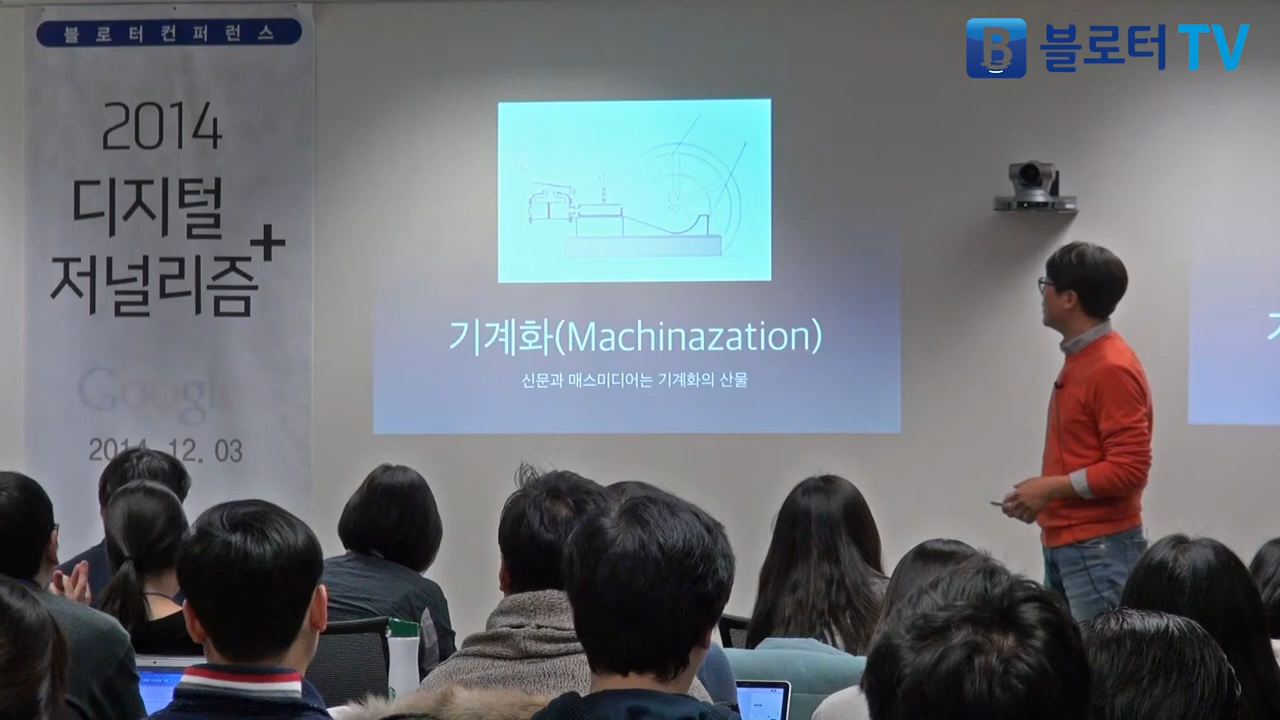 블로터컨퍼런스
2014
디지털
저널리즘+
Google
2014. 12. 03
기계화(Machinazation)
신문과 매스미디어는 기계화의 산물
B 블로터 TV